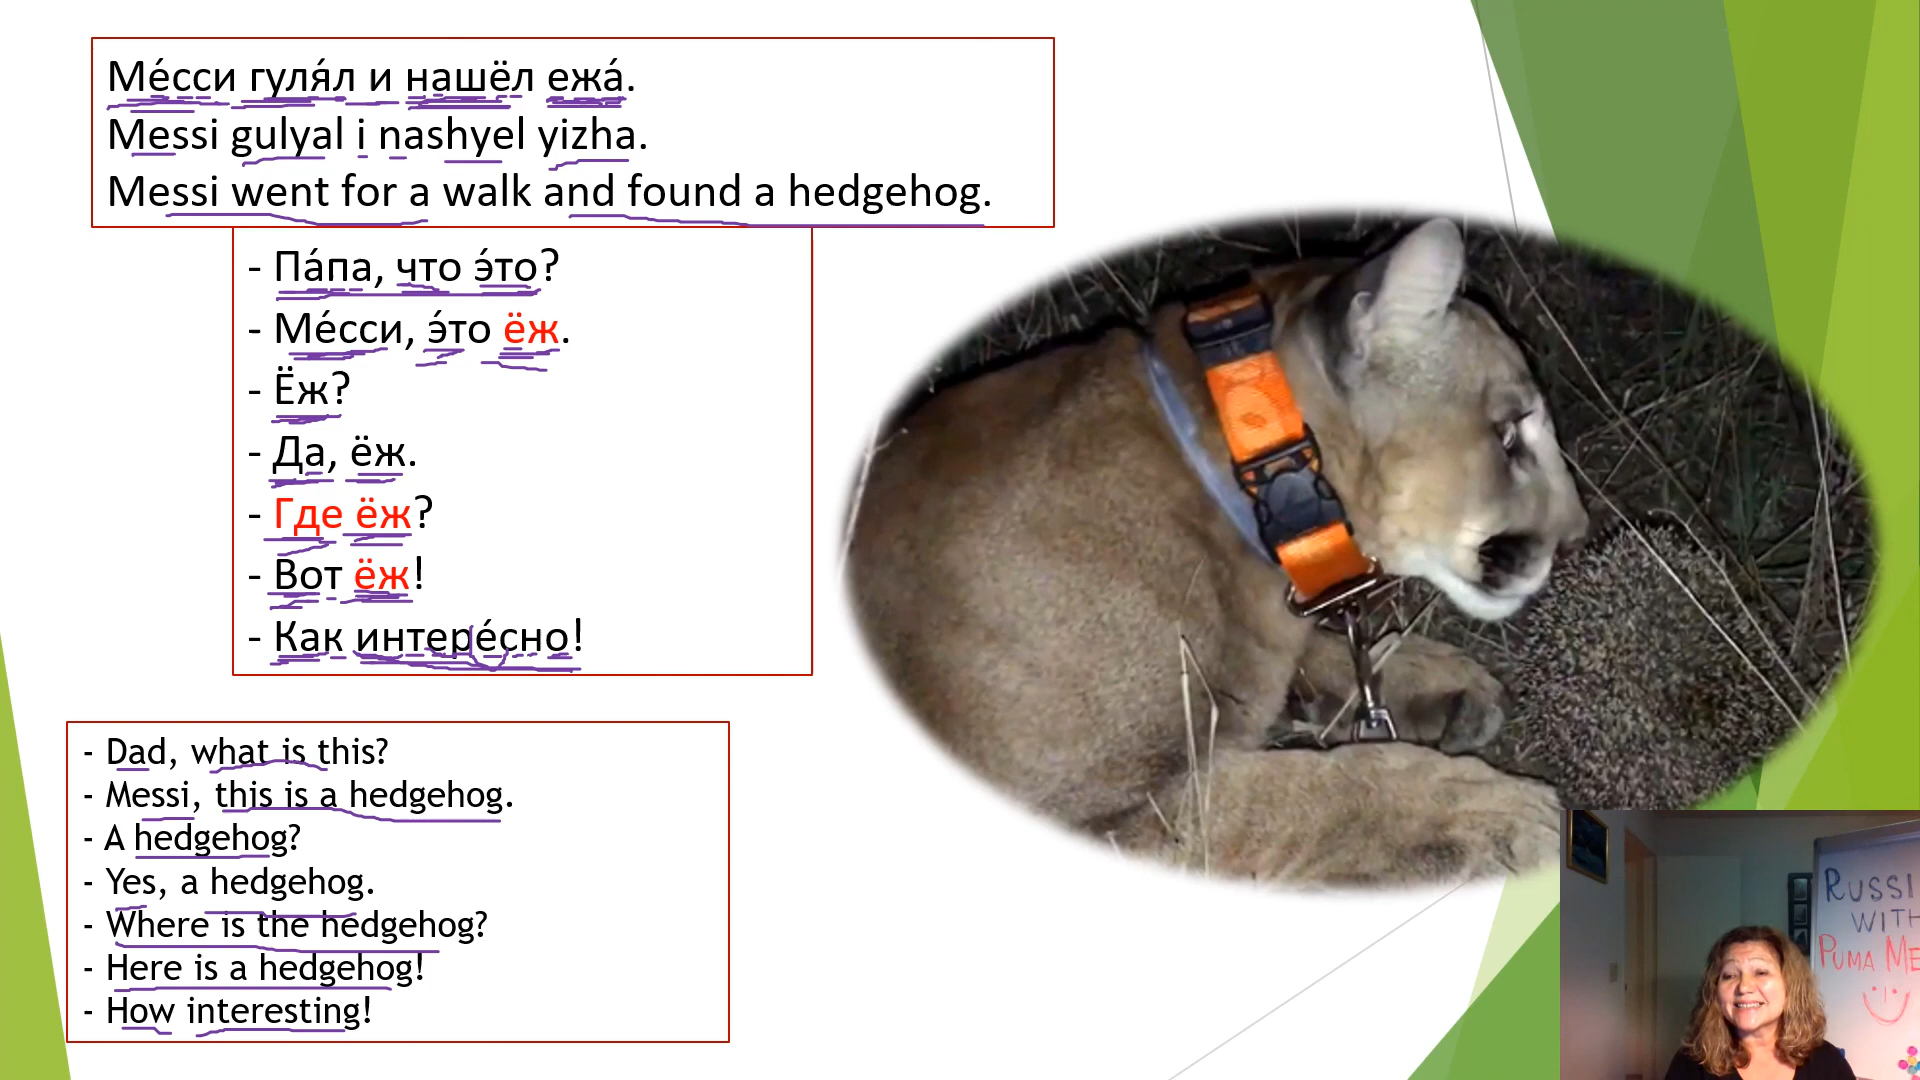 Ме́сси гуля́л и нашёл ежа́.
Messi gulyal i nashyel yizha.
Messi went for a walk and found a hedgehog.
- Па́па, что э́то?
- Ме́сси, э́то ёж.
- Ёж?
- Да, ёж.
- Где ёж?
- Вот ёж!
- Как интере́сно!
- Dad, what is this?
- Messi, this is a hedgehog.
- A hedgehog?
- Yes, a hedgehog.
- Where is the hedgehog?
- Here is a hedgehog!
- How interesting!
RUSSI
WITH
PUMA ME